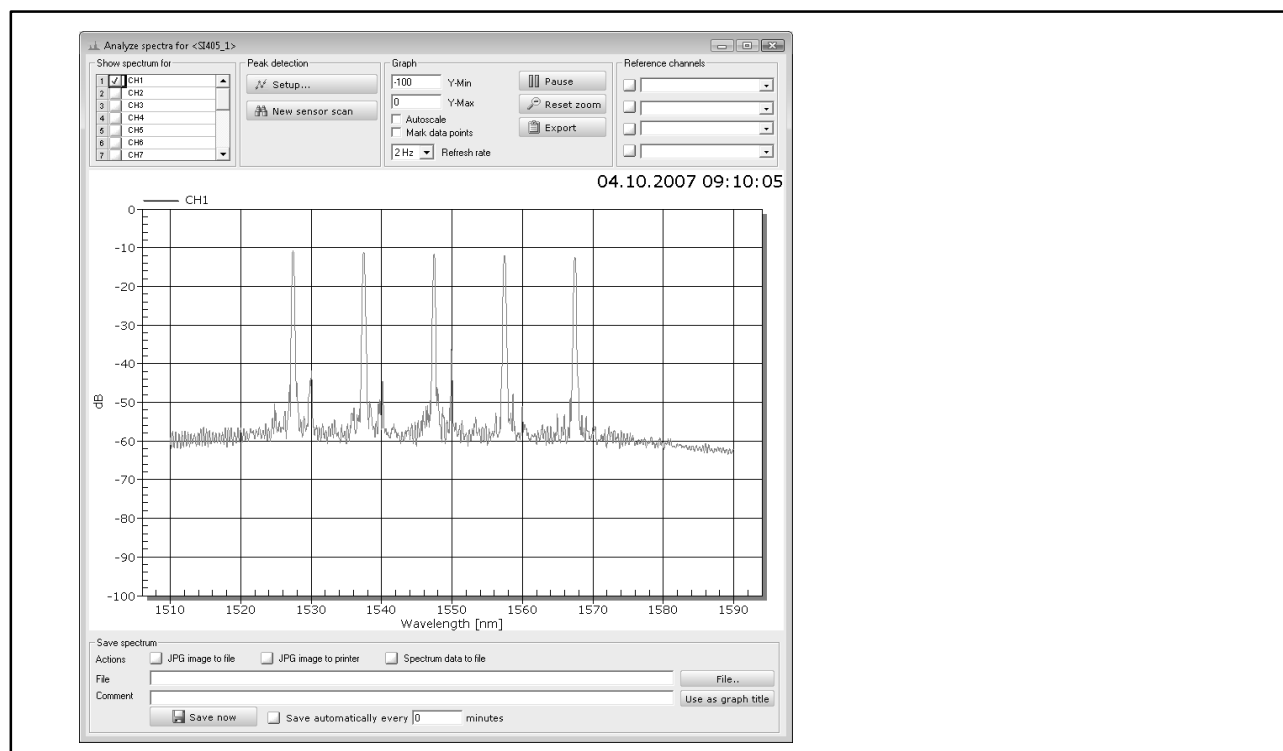 Analyze spectra for <SI405_1>
Show spectrum for
1 CH1
2 CH2
3 CH3
4 CH4
5 CH5
6 CH6
7 CH7
Peak detection
Setup...
New sensor scan
Graph
-100 Y-Min
0 Y-Max
Autoscale
Mark data points
2 Hz Refresh rate
Pause
Reset zoom
Export
Reference channels
04.10.2007 09:10:05
CH1
0
-10
-20
-30
-40
-50
-60
-70
-80
-90
-100
dB
1510 1520 1530 1540 1550 1560 1570 1580 1590
Wavelength [nm]
Save spectrum
Actions JPG image to file JPG image to printer Spectrum data to file
File File..
Comment Use as graph title
Save now Save automatically every 0 minutes